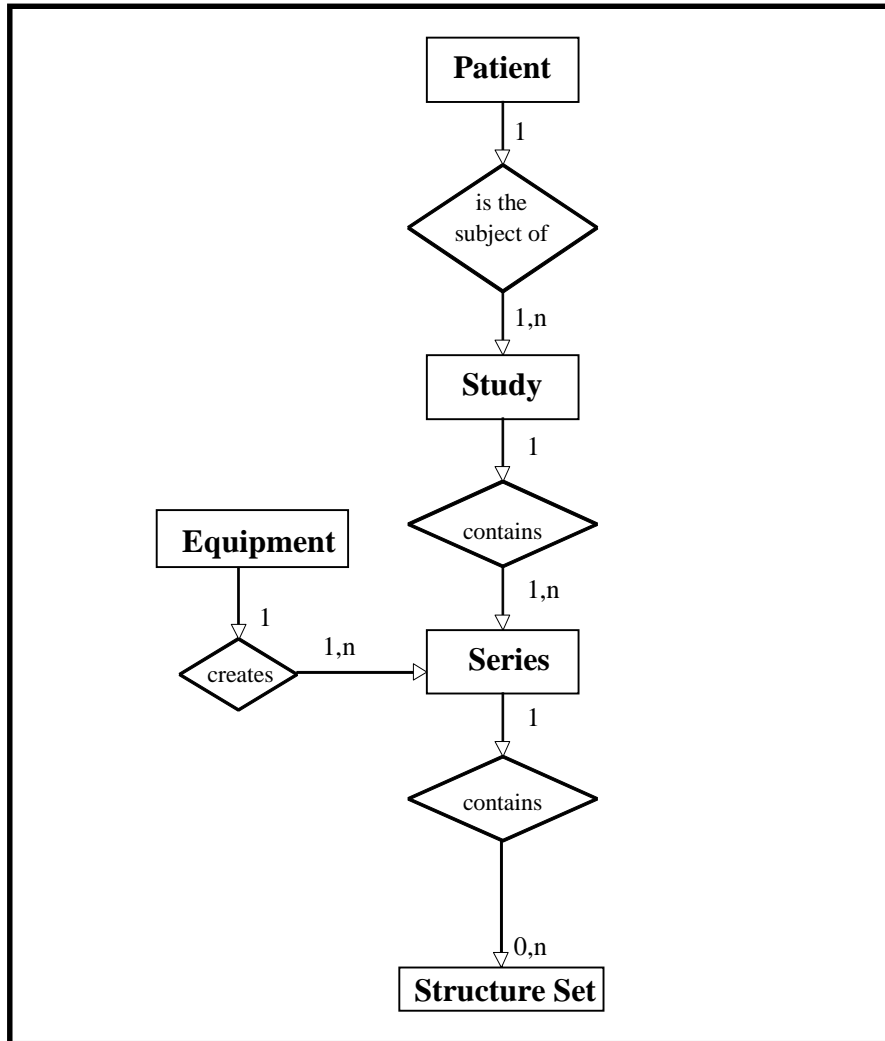 Patient
1
is the
subject of
1,n
Study
1
contains
1,n
Equipment
1
creates
1,n
Series
1
contains
0,n
Structure Set